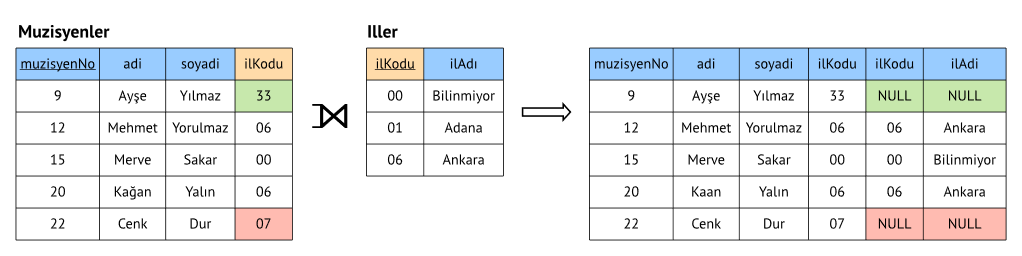 Muzisyenler Iller
muzisyenNo adi soyadi ilKodu ilKodu ilAdı muzisyenNo adi soyadi ilKodu ilKodu ilAdi
9 Ayşe Yılmaz 33 00 Bilinmiyor 9 Ayşe Yılmaz 33 NULL NULL
12 Mehmet Yorulmaz 06 01 Adana 12 Mehmet Yorulmaz 06 06 Ankara
15 Merve Sakar 00 06 Ankara 15 Merve Sakar 00 00 Bilinmiyor
20 Kağan Yalın 06 20 Kaan Yalın 06 06 Ankara
22 Cenk Dur 07 22 Cenk Dur 07 NULL NULL